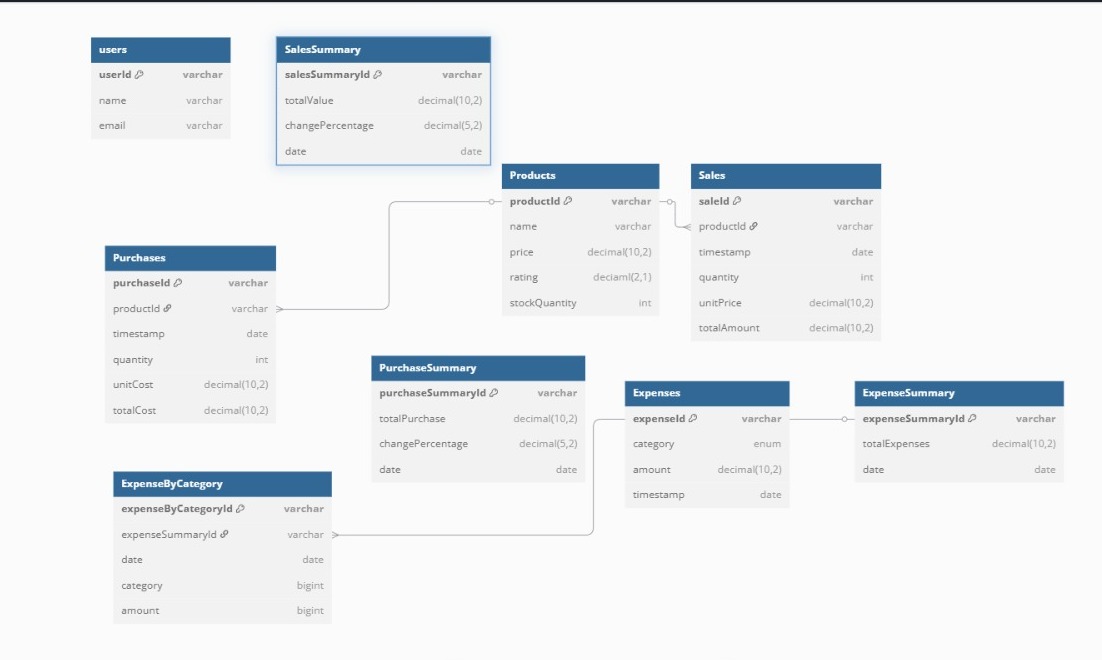 users
userId varchar
name varchar
email varchar
SalesSummary
salesSummaryId varchar
totalValue decimal(10,2)
changePercentage decimal(5,2)
date date
Products
productId varchar
name varchar
price decimal(10,2)
rating deciaml(2,1)
stockQuantity int
Sales
saleId varchar
productId varchar
timestamp date
quantity int
unitPrice decimal(10,2)
totalAmount decimal(10,2)
Purchases
purchaseId varchar
productId varchar
timestamp date
quantity int
unitCost decimal(10,2)
totalCost decimal(10,2)
PurchaseSummary
purchaseSummaryId varchar
totalPurchase decimal(10,2)
changePercentage decimal(5,2)
date date
Expenses
expenseId varchar
category enum
amount decimal(10,2)
timestamp date
ExpenseSummary
expenseSummaryId varchar
totalExpenses decimal(10,2)
date date
ExpenseByCategory
expenseByCategoryId varchar
expenseSummaryId varchar
date date
category bigint
amount bigint